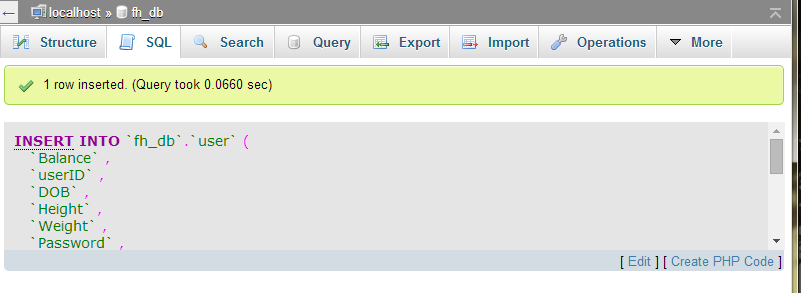 ← localhost » fh_db
Structure SQL Search Query Export Import Operations More
1 row inserted. (Query took 0.0660 sec)
INSERT INTO `fh_db`.`user` (
`Balance` ,
`userID` ,
`DOB` ,
`Height` ,
`Weight` ,
`Password` ,
[ Edit ] [ Create PHP Code ]